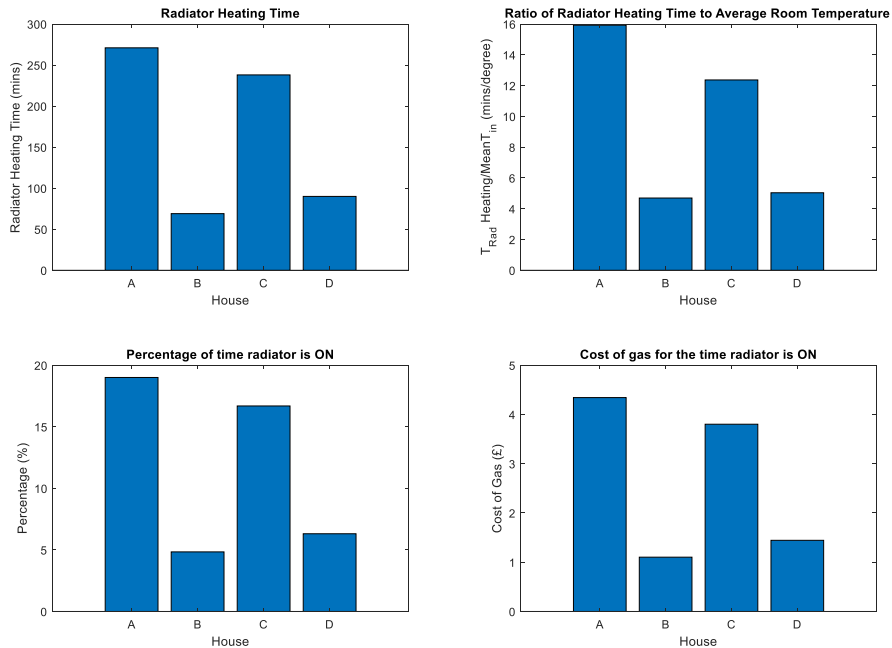 Radiator Heating Time
Radiator Heating Time (mins)
300
250
200
150
100
50
0
A B C D
House
Ratio of Radiator Heating Time to Average Room Temperature
T_Rad Heating/MeanT_in (mins/degree)
16
14
12
10
8
6
4
2
0
A B C D
House
Percentage of time radiator is ON
Percentage (%)
20
15
10
5
0
A B C D
House
Cost of gas for the time radiator is ON
Cost of Gas (£)
5
4
3
2
1
0
A B C D
House